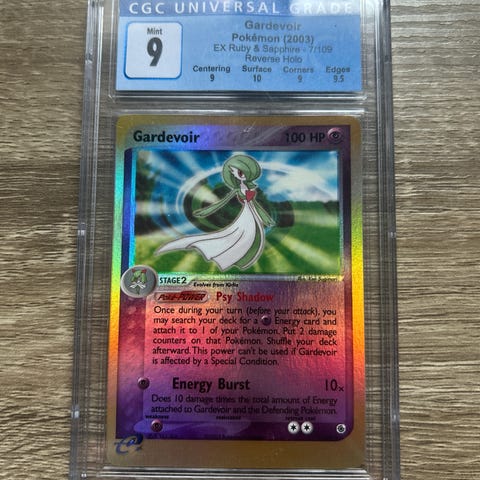 CGC UNIVERSAL GRADE
Mint
9
Gardevoir
Pokémon (2003)
EX Ruby & Sapphire - 7/109
Reverse Holo
Centering Surface Corners Edges
9 10 9 9.5
Gardevoir 100 HP
STAGE2 Evolves from Kirlia
Poké-POWER Psy Shadow
Once during your turn (before your attack), you
may search your deck for a Energy card and
attach it to 1 of your Pokémon. Put 2 damage
counters on that Pokémon. Shuffle your deck
afterward. This power can't be used if Gardevoir
is affected by a Special Condition.
Energy Burst 10x
Does 10 damage times the total amount of Energy
attached to Gardevoir and the Defending Pokémon.
weakness resistance retreat cost
e